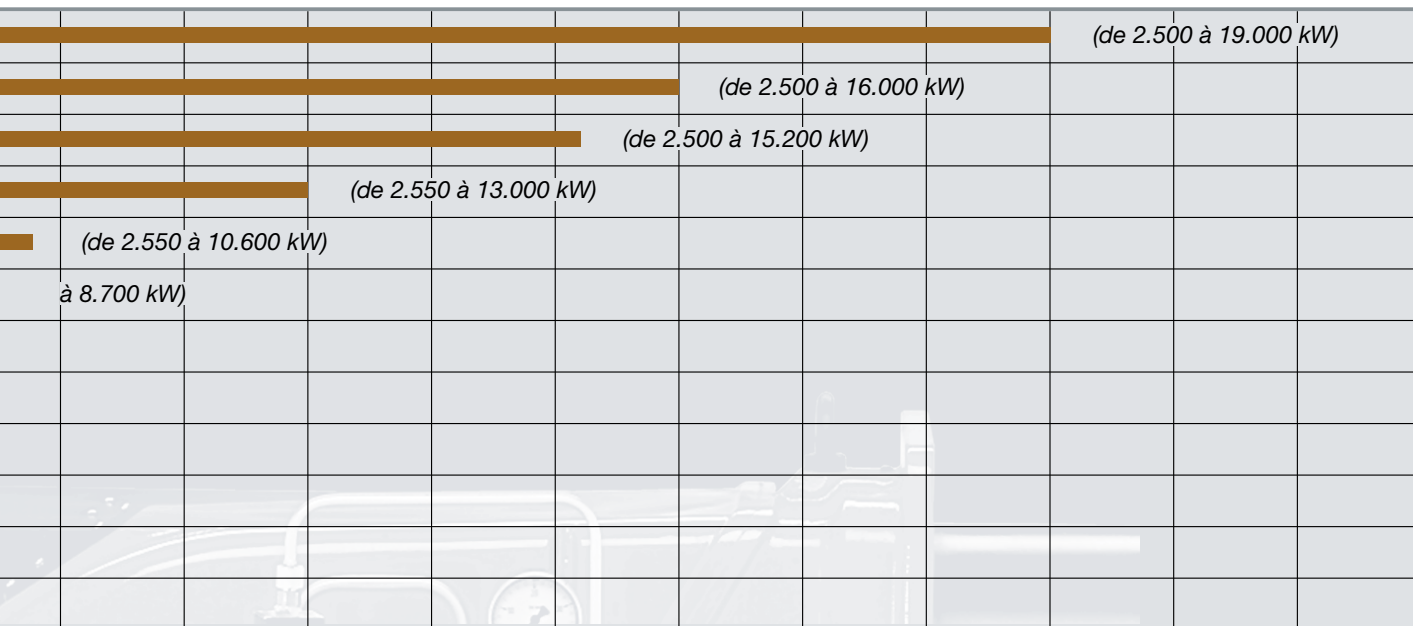 (de 2.500 à 19.000 kW)
(de 2.500 à 16.000 kW)
(de 2.500 à 15.200 kW)
(de 2.550 à 13.000 kW)
(de 2.550 à 10.600 kW)
à 8.700 kW)